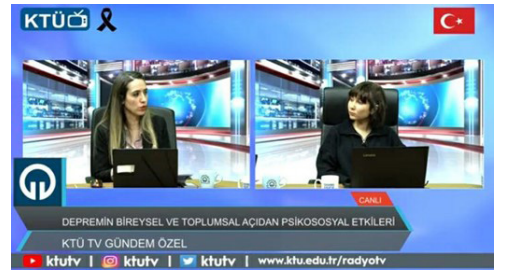 KTÜ
CANLI
DEPREMİN BİREYSEL VE TOPLUMSAL AÇIDAN PSİKOSOSYAL ETKİLERİ
KTÜ TV GÜNDEM ÖZEL
ktutv | ktutv | ktutv | www.ktu.edu.tr/radyotv